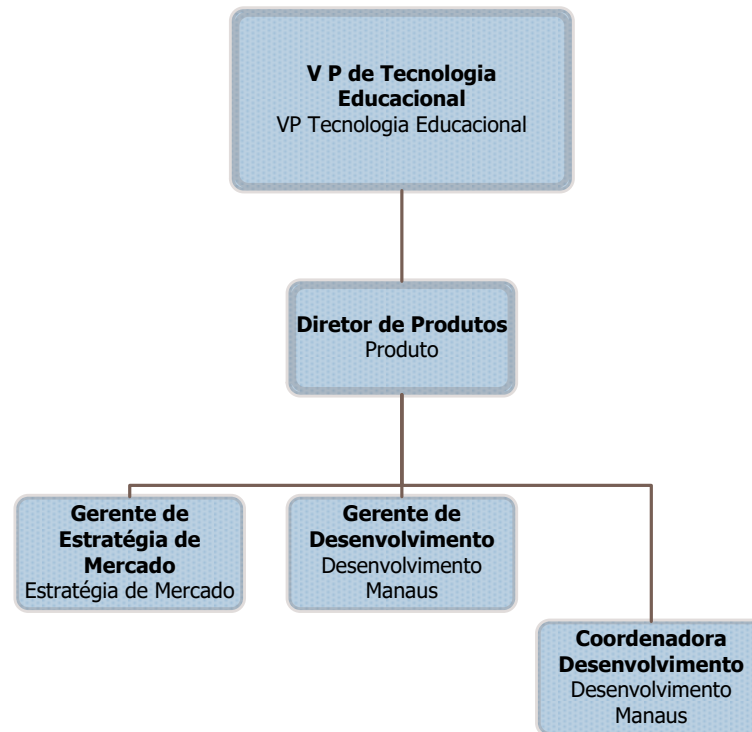 V P de Tecnologia
Educacional
VP Tecnologia Educacional
Diretor de Produtos
Produto
Gerente de
Estratégia de
Mercado
Estratégia de Mercado
Gerente de
Desenvolvimento
Desenvolvimento
Manaus
Coordenadora
Desenvolvimento
Desenvolvimento
Manaus